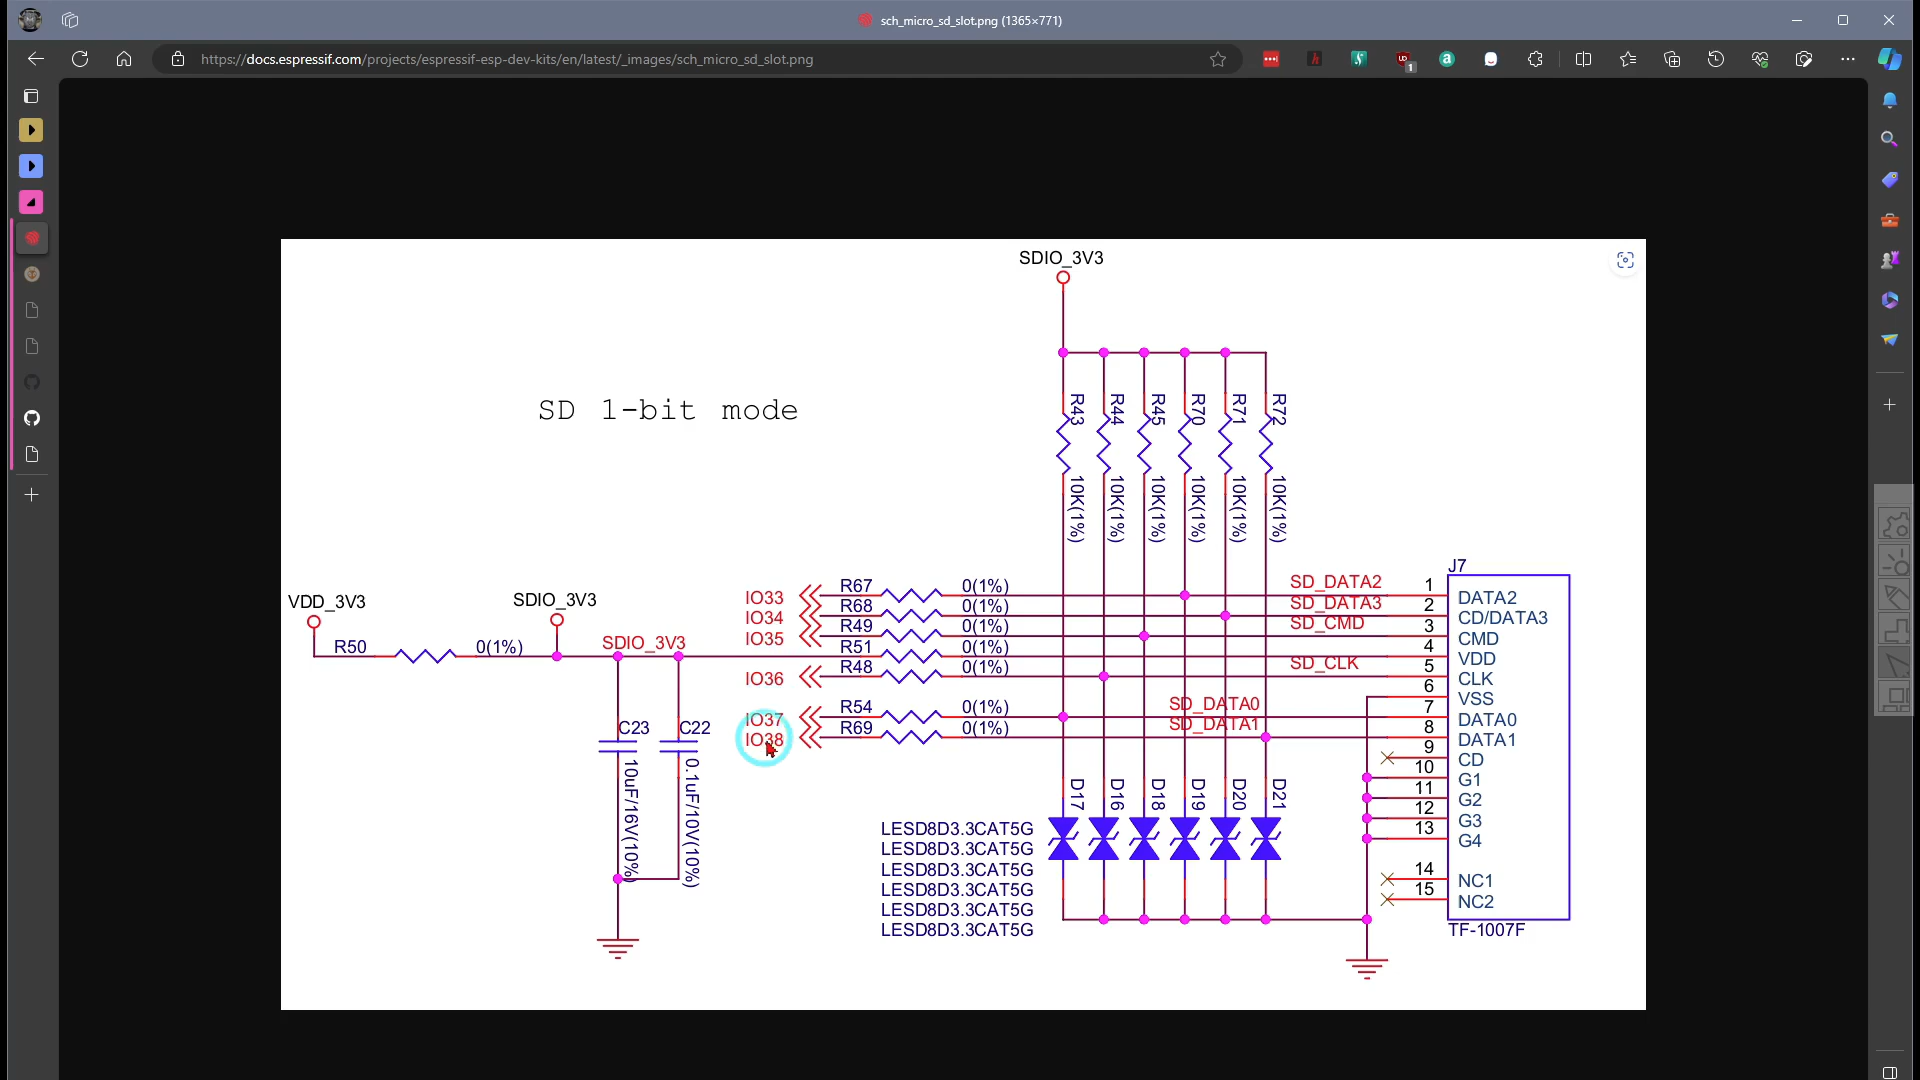 sch_micro_sd_slot.png (1365×771)
https://docs.espressif.com/projects/espressif-esp-dev-kits/en/latest/_images/sch_micro_sd_slot.png
1
SDIO_3V3
SD 1-bit mode
R43
R44
R45
R70
R71
R72
10K(1%)
10K(1%)
10K(1%)
10K(1%)
10K(1%)
10K(1%)
VDD_3V3
R50
0(1%)
SDIO_3V3
SDIO_3V3
C23
10uF/16V(10%)
C22
0.1uF/10V(10%)
IO33
R67
0(1%)
SD_DATA2
IO34
R68
0(1%)
SD_DATA3
IO35
R49
0(1%)
SD_CMD
R51
0(1%)
IO36
R48
0(1%)
SD_CLK
IO37
R54
0(1%)
SD_DATA0
IO38
R69
0(1%)
SD_DATA1
J7
1 DATA2
2 CD/DATA3
3 CMD
4 VDD
5 CLK
6 VSS
7 DATA0
8 DATA1
9 CD
10 G1
11 G2
12 G3
13 G4
14 NC1
15 NC2
TF-1007F
D17
D16
D18
D19
D20
D21
LESD8D3.3CAT5G
LESD8D3.3CAT5G
LESD8D3.3CAT5G
LESD8D3.3CAT5G
LESD8D3.3CAT5G
LESD8D3.3CAT5G